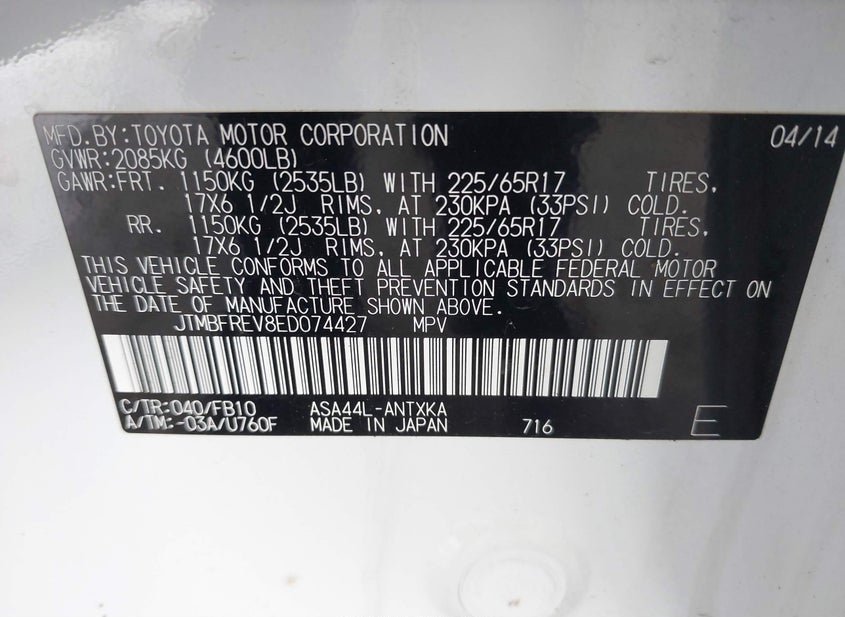 MFD.BY:TOYOTA MOTOR CORPORATION 04/14
GVWR:2085KG (4600LB)
GAWR:FRT. 1150KG (2535LB) WITH 225/65R17 TIRES,
17X6 1/2J RIMS, AT 230KPA (33PSI) COLD.
RR. 1150KG (2535LB) WITH 225/65R17 TIRES,
17X6 1/2J RIMS, AT 230KPA (33PSI) COLD.
THIS VEHICLE CONFORMS TO ALL APPLICABLE FEDERAL MOTOR
VEHICLE SAFETY AND THEFT PREVENTION STANDARDS IN EFFECT ON
THE DATE OF MANUFACTURE SHOWN ABOVE.
JTMBFREV8ED074427 MPV
C/TR:040/FB10 ASA44L-ANTXKA
A/TM:-03A/U760F MADE IN JAPAN 716 E